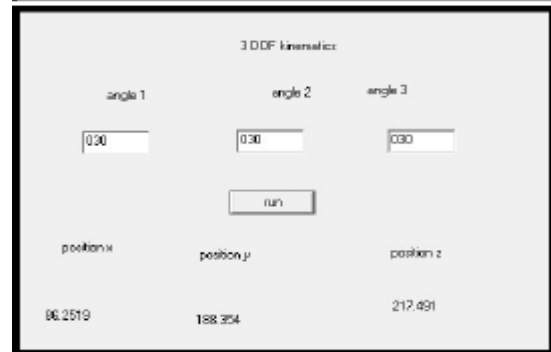 3 DOF kinematics
angle 1 angle 2 angle 3
030 030 030
run
position x position y position z
86.2519 188.354 217.491